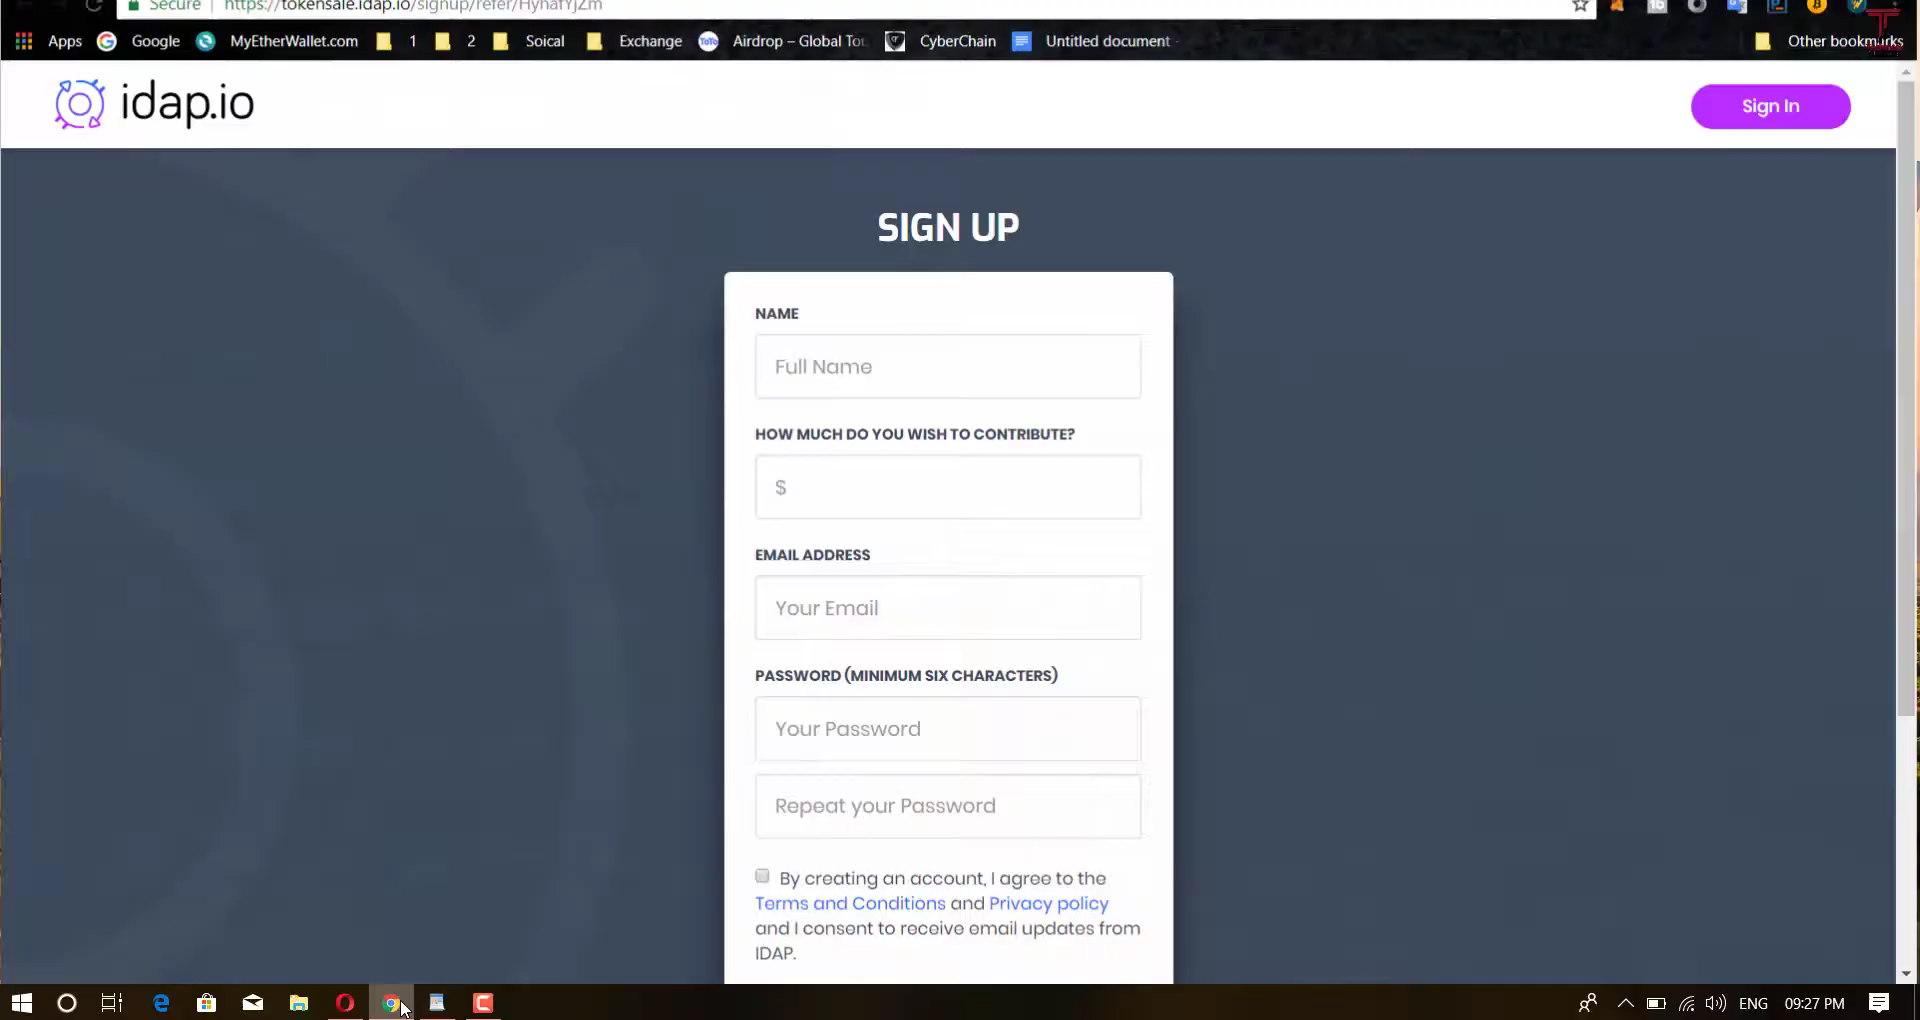 Secure https://tokensale.idap.io/signup/refer/HynafYjZm
Apps Google MyEtherWallet.com 1 2 Soical Exchange Airdrop – Global CyberChain Untitled document Other bookmarks
idap.io
Sign In
SIGN UP
NAME
Full Name
HOW MUCH DO YOU WISH TO CONTRIBUTE?
$
EMAIL ADDRESS
Your Email
PASSWORD (MINIMUM SIX CHARACTERS)
Your Password
Repeat your Password
By creating an account, I agree to the
Terms and Conditions and Privacy policy
and I consent to receive email updates from
IDAP.
ENG 09:27 PM